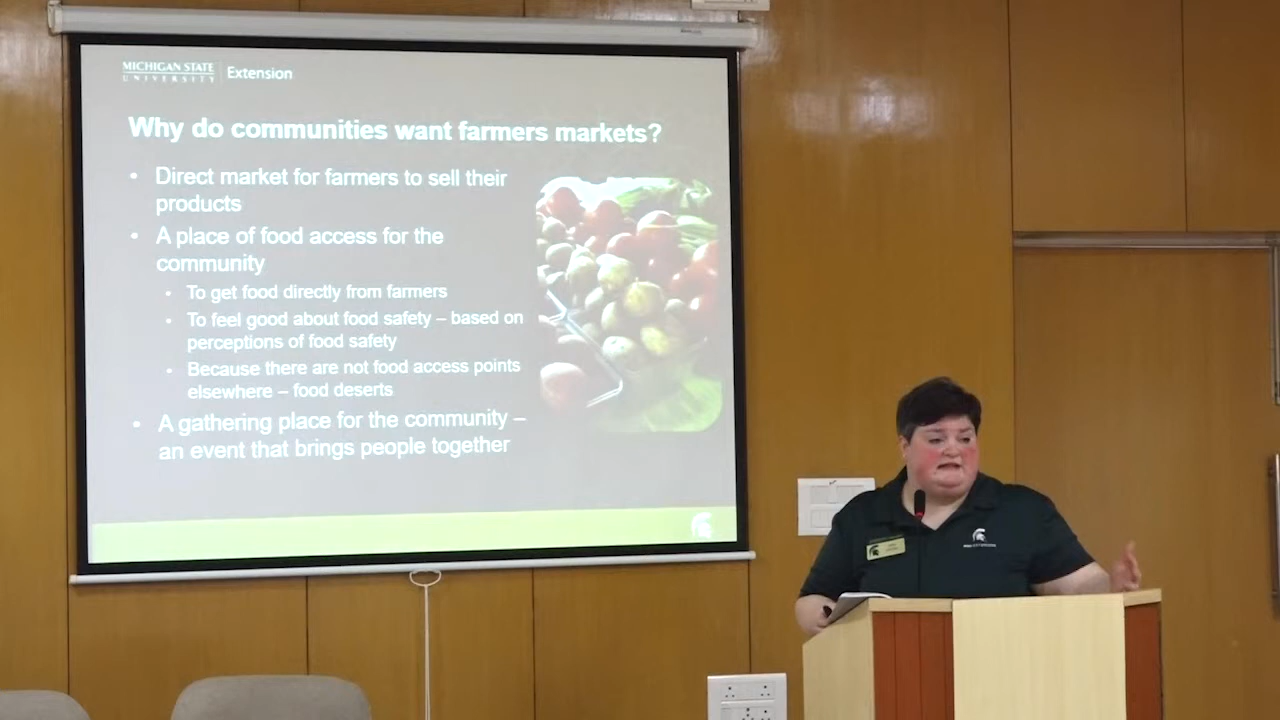 MICHIGAN STATE
UNIVERSITY
Extension
Why do communities want farmers markets?
• Direct market for farmers to sell their
products
• A place of food access for the
community
• To get food directly from farmers
• To feel good about food safety – based on
perceptions of food safety
• Because there are not food access points
elsewhere – food deserts
• A gathering place for the community –
an event that brings people together